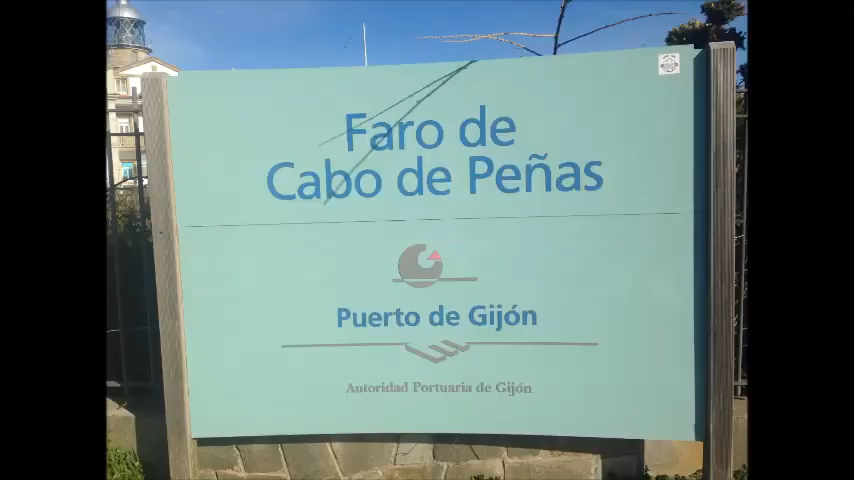 Faro de
Cabo de Peñas
Puerto de Gijón
Autoridad Portuaria de Gijón